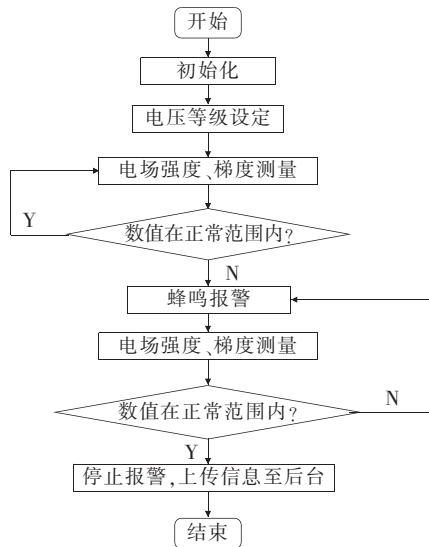 开始
初始化
电压等级设定
电场强度、梯度测量
数值在正常范围内?
Y
N
蜂鸣报警
电场强度、梯度测量
数值在正常范围内?
N
Y
停止报警,上传信息至后台
结束